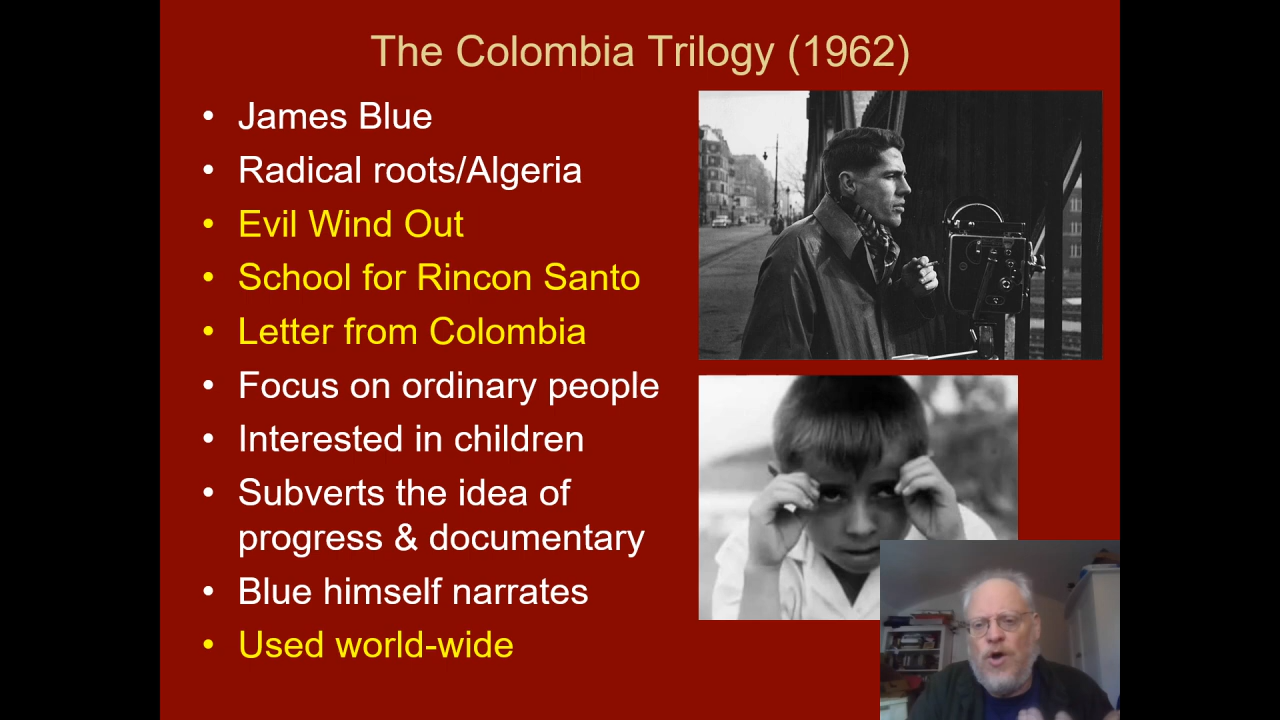 The Colombia Trilogy (1962)
• James Blue
• Radical roots/Algeria
• Evil Wind Out
• School for Rincon Santo
• Letter from Colombia
• Focus on ordinary people
• Interested in children
• Subverts the idea of
progress & documentary
• Blue himself narrates
• Used world-wide